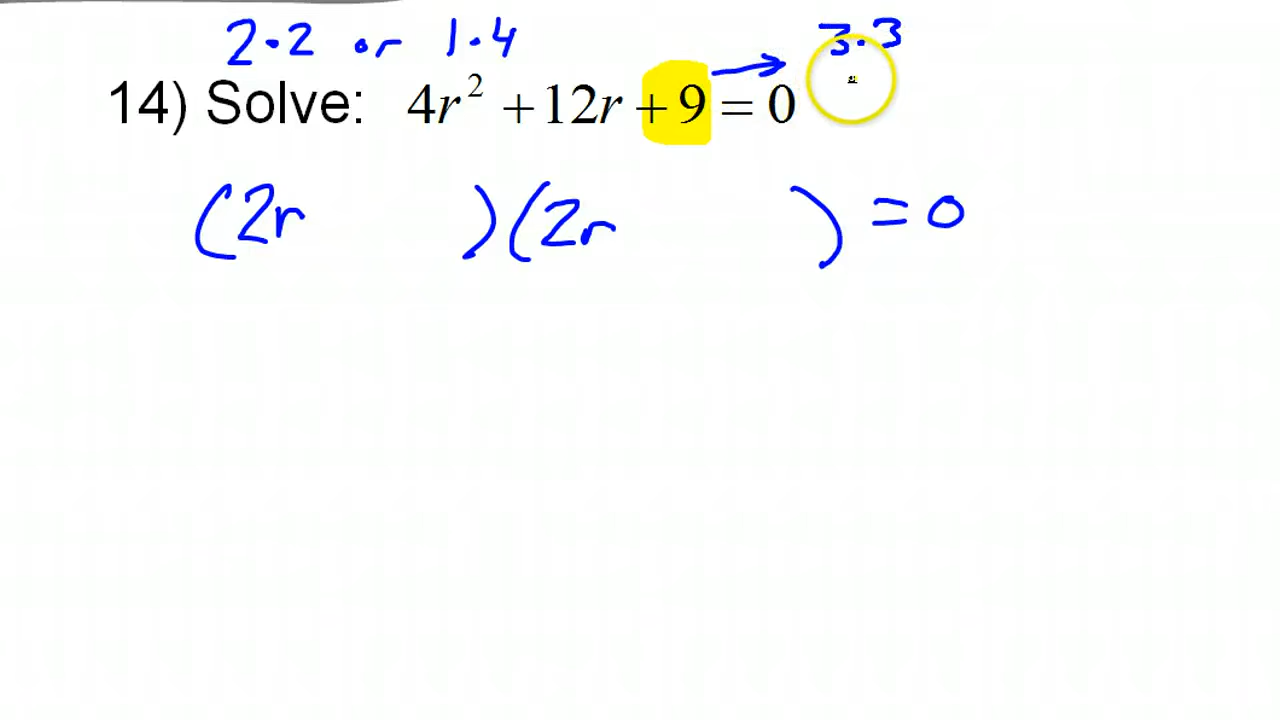 2·2 or 1·4 3·3
14) Solve: 4r² + 12r + 9 = 0
(2r )(2r ) = 0